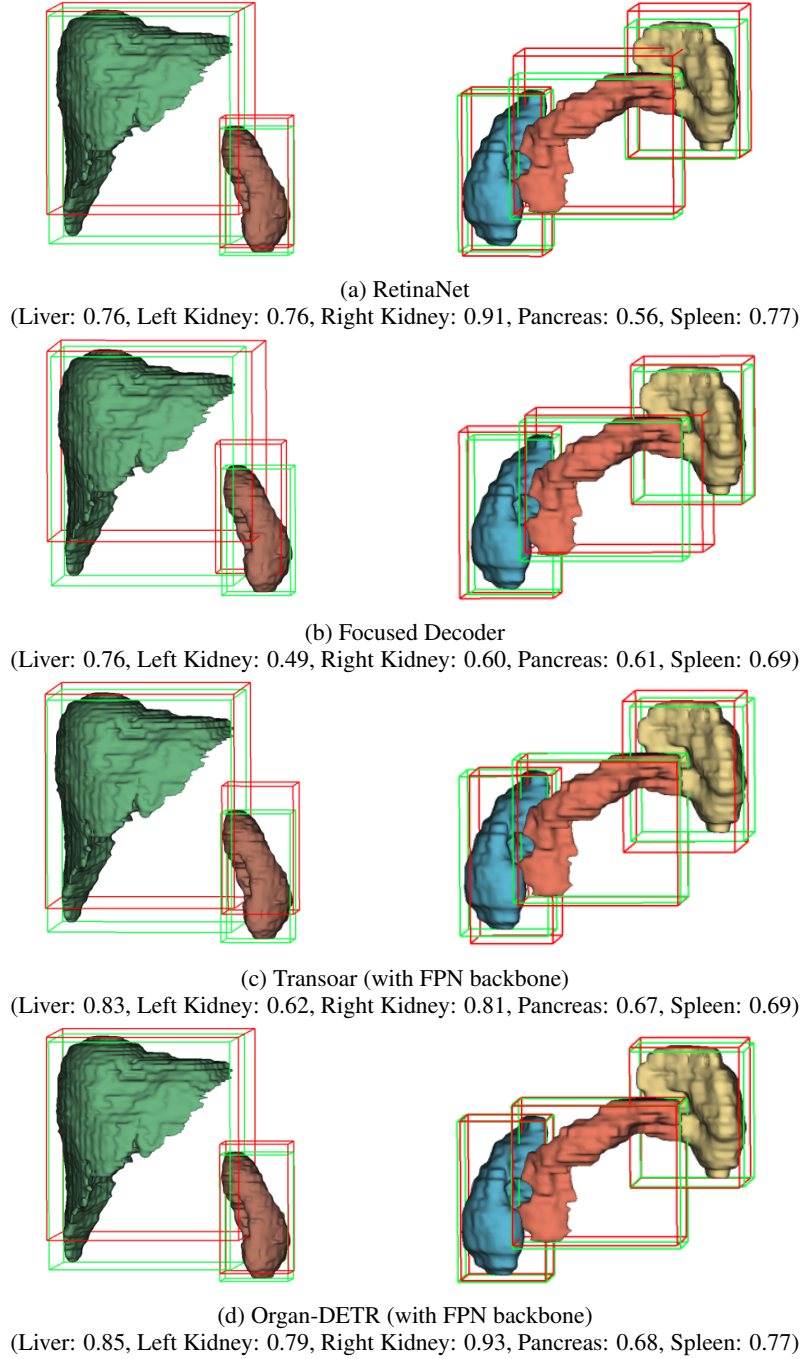 (a) RetinaNet
(Liver: 0.76, Left Kidney: 0.76, Right Kidney: 0.91, Pancreas: 0.56, Spleen: 0.77)
(b) Focused Decoder
(Liver: 0.76, Left Kidney: 0.49, Right Kidney: 0.60, Pancreas: 0.61, Spleen: 0.69)
(c) Transoar (with FPN backbone)
(Liver: 0.83, Left Kidney: 0.62, Right Kidney: 0.81, Pancreas: 0.67, Spleen: 0.69)
(d) Organ-DETR (with FPN backbone)
(Liver: 0.85, Left Kidney: 0.79, Right Kidney: 0.93, Pancreas: 0.68, Spleen: 0.77)